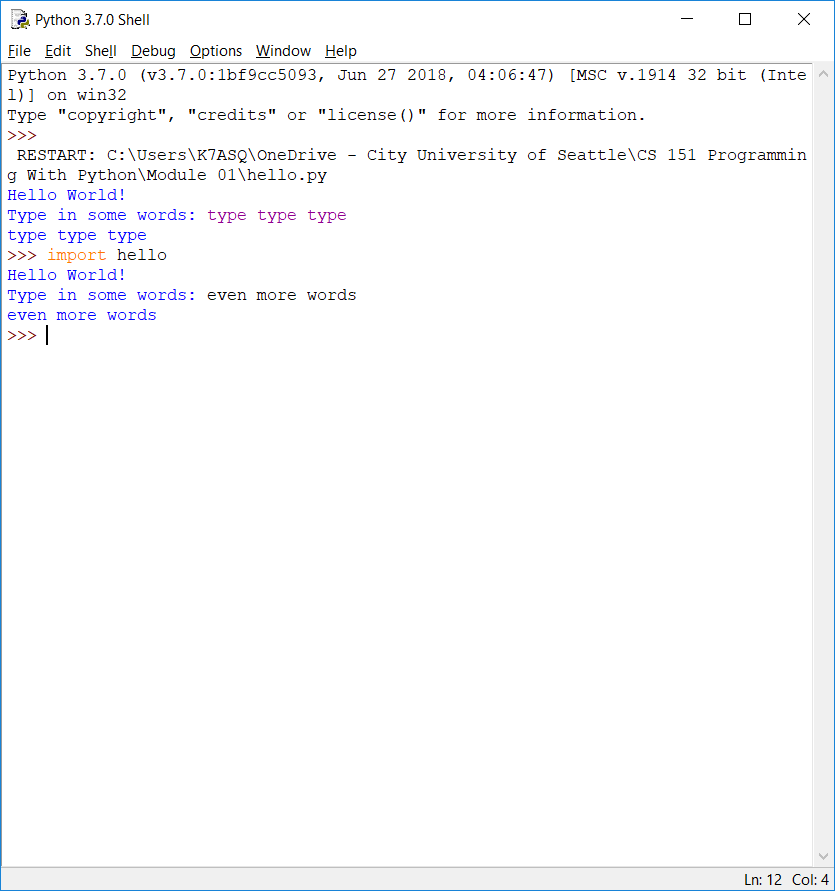 Python 3.7.0 Shell
File Edit Shell Debug Options Window Help
Python 3.7.0 (v3.7.0:1bf9cc5093, Jun 27 2018, 04:06:47) [MSC v.1914 32 bit (Inte
l)] on win32
Type "copyright", "credits" or "license()" for more information.
>>>
 RESTART: C:\Users\K7ASQ\OneDrive - City University of Seattle\CS 151 Programmin
g With Python\Module 01\hello.py
Hello World!
Type in some words: type type type
type type type
>>> import hello
Hello World!
Type in some words: even more words
even more words
>>>
Ln: 12 Col: 4